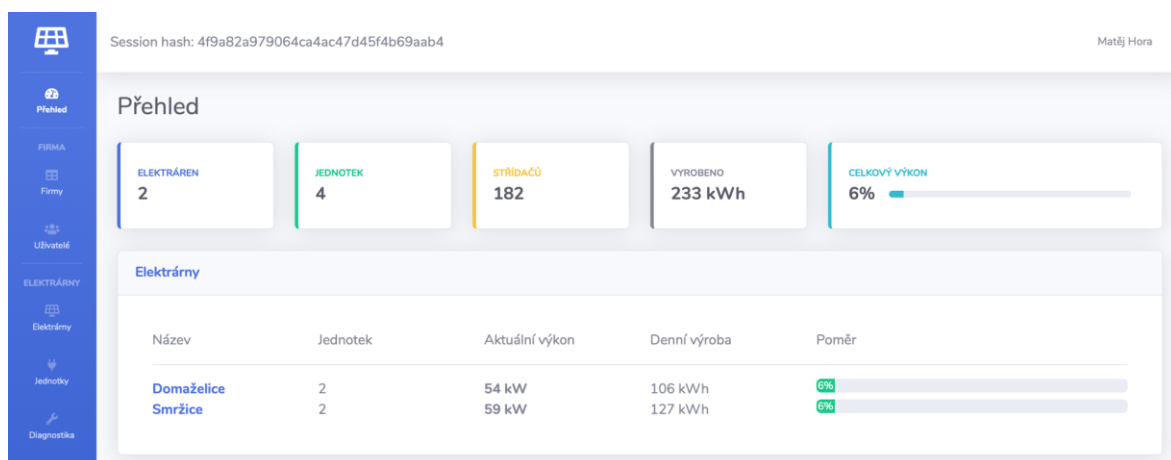 Session hash: 4f9a82a979064ca4ac47d45f4b69aab4
Matěj Hora
Přehled
FIRMA
Firmy
Uživatelé
ELEKTRÁRNY
Elektrárny
Jednotky
Diagnostika
Přehled
ELEKTRÁREN
2
JEDNOTEK
4
STŘÍDAČŮ
182
VYROBENO
233 kWh
CELKOVÝ VÝKON
6%
Elektrárny
Název Jednotek Aktuální výkon Denní výroba Poměr
Domaželice 2 54 kW 106 kWh 6%
Smržice 2 59 kW 127 kWh 6%